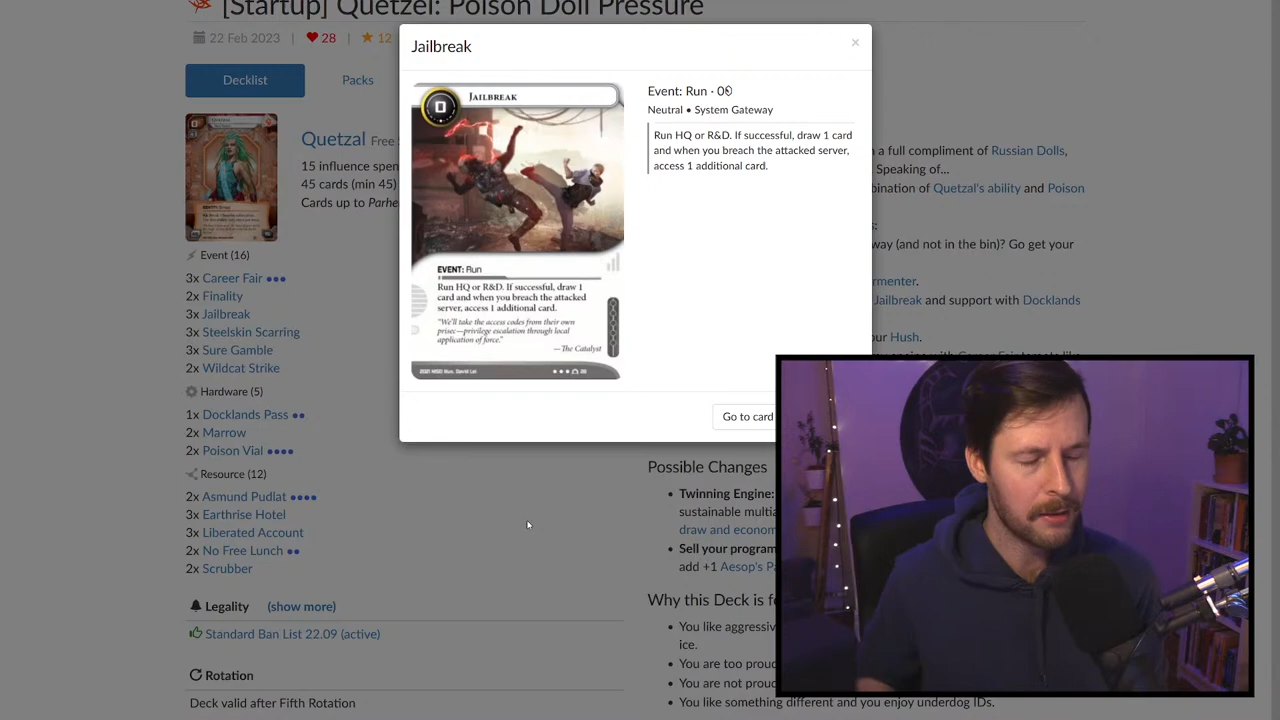 [Startup] Quetzel: Poison Doll Pressure
22 Feb 2023 | 28 | 12
Decklist
Packs
Quetzal Free
15 influence spen
45 cards (min 45)
Cards up to Parhe
Event (16)
3x Career Fair
2x Finality
3x Jailbreak
3x Steelskin Scarring
3x Sure Gamble
2x Wildcat Strike
Hardware (5)
1x Docklands Pass
2x Marrow
2x Poison Vial
Resource (12)
2x Asmund Pudlat
3x Earthrise Hotel
3x Liberated Account
2x No Free Lunch
2x Scrubber
Legality (show more)
Standard Ban List 22.09 (active)
Rotation
Deck valid after Fifth Rotation
Jailbreak
×
0
JAILBREAK
EVENT: Run
Run HQ or R&D. If successful, draw 1
card and when you breach the attacked
server, access 1 additional card.
"We'll take the access codes from their own
prisec—privilege escalation through local
application of force."
—The Catalyst
Event: Run · 0
Neutral • System Gateway
Run HQ or R&D. If successful, draw 1 card
and when you breach the attacked server,
access 1 additional card.
Go to card
a full compliment of Russian Dolls,
Speaking of...
bination of Quetzal's ability and Poison
s:
way (and not in the bin)? Go get your
rmenter.
Jailbreak and support with Docklands
our Hush.
Possible Changes
Twinning Engine:
sustainable multia
draw and econom
Sell your program
add +1 Aesop's Pa
Why this Deck is f
You like aggressiv
ice.
You are too prou
You are not prou
You like something different and you enjoy underdog IDs.